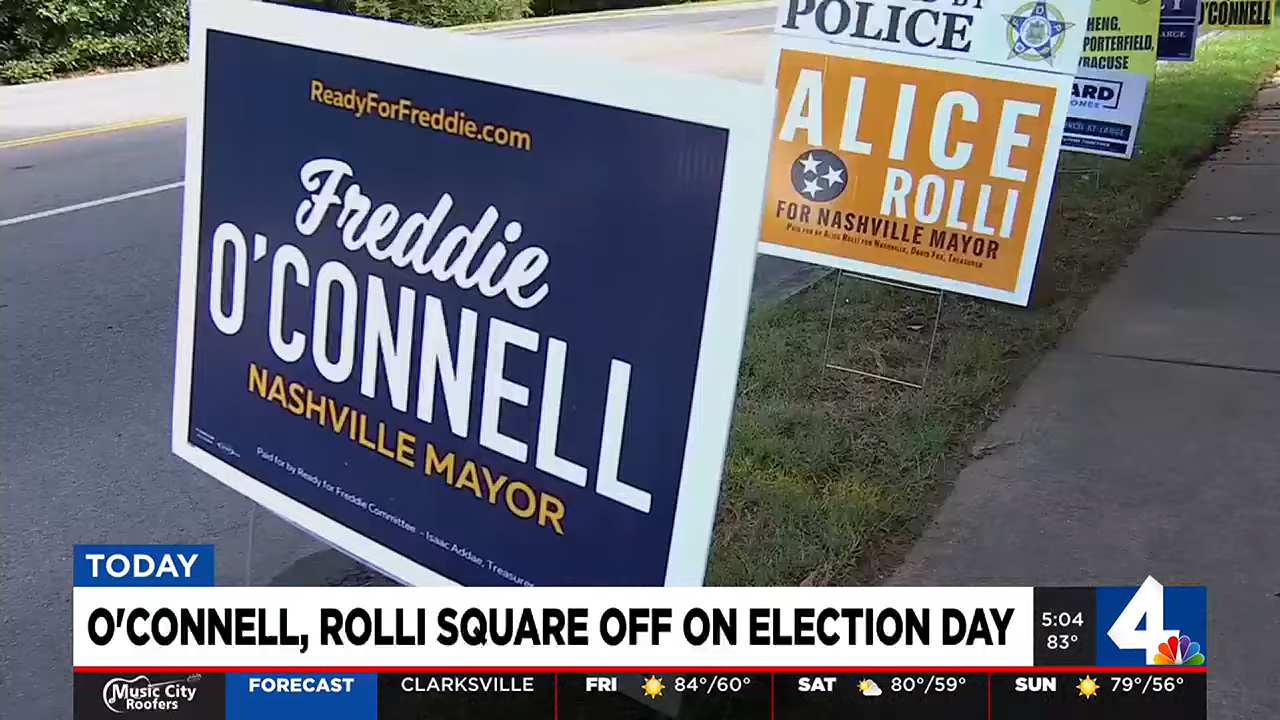 ReadyForFreddie.com
Freddie
O'CONNELL
NASHVILLE MAYOR
Paid for by Ready for Freddie Committee - Isaac Addae, Treasurer
POLICE
ALICE
ROLLI
FOR NASHVILLE MAYOR
Paid for by Alice Rolli for Nashville, David Fox, Treasurer
HENG,
PORTERFIELD,
YRACUSE
ARD
O'CONNELL
TODAY
O'CONNELL, ROLLI SQUARE OFF ON ELECTION DAY
5:04
83°
4
Music City
Roofers
FORECAST
CLARKSVILLE
FRI 84°/60°
SAT 80°/59°
SUN 79°/56°